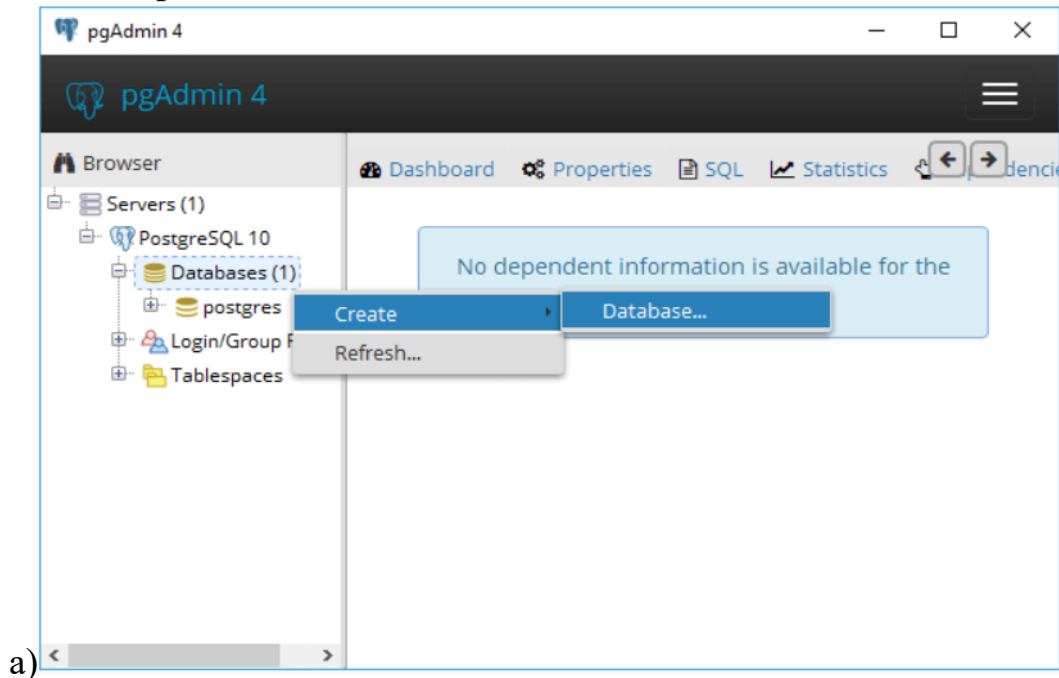 pgAdmin 4
pgAdmin 4
Browser
Dashboard Properties SQL Statistics
Servers (1)
PostgreSQL 10
Databases (1)
postgres
Login/Group
Tablespaces
No dependent information is available for the
Create
Database...
Refresh...
a)